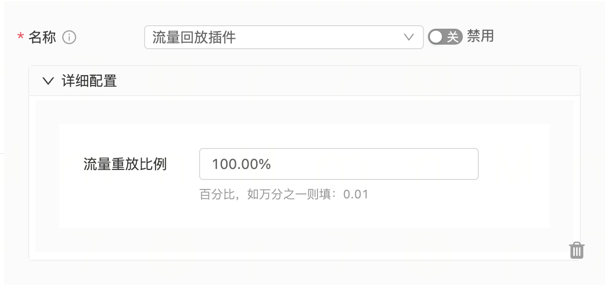 * 名称 流量回放插件 关 禁用
详细配置
流量重放比例 100.00%
百分比，如万分之一则填：0.01